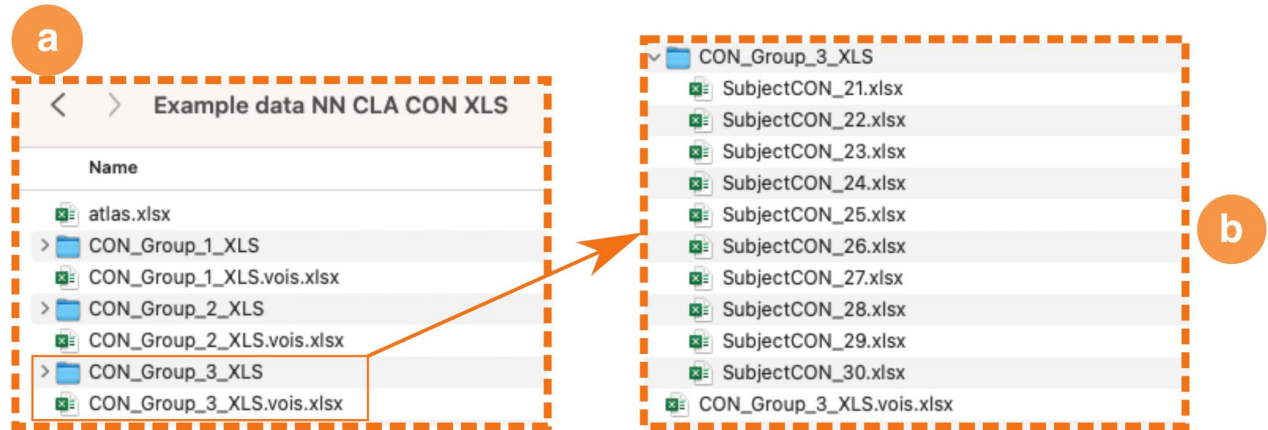 a
Example data NN CLA CON XLS
Name
atlas.xlsx
CON_Group_1_XLS
CON_Group_1_XLS.vois.xlsx
CON_Group_2_XLS
CON_Group_2_XLS.vois.xlsx
CON_Group_3_XLS
CON_Group_3_XLS.vois.xlsx
CON_Group_3_XLS
SubjectCON_21.xlsx
SubjectCON_22.xlsx
SubjectCON_23.xlsx
SubjectCON_24.xlsx
SubjectCON_25.xlsx
SubjectCON_26.xlsx
SubjectCON_27.xlsx
SubjectCON_28.xlsx
SubjectCON_29.xlsx
SubjectCON_30.xlsx
CON_Group_3_XLS.vois.xlsx
b